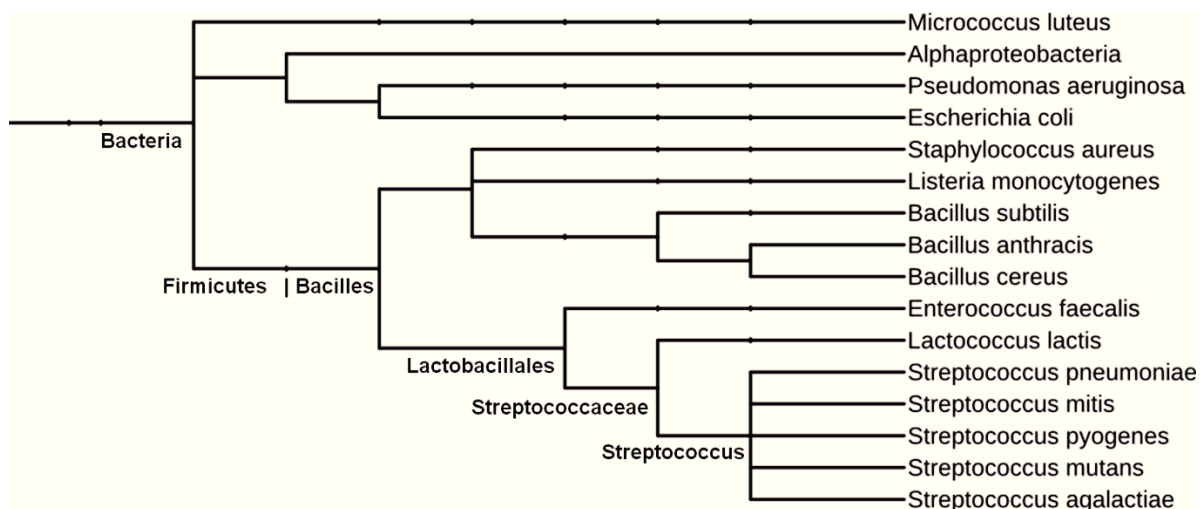 Micrococcus luteus
Alphaproteobacteria
Pseudomonas aeruginosa
Escherichia coli
Bacteria
Staphylococcus aureus
Listeria monocytogenes
Bacillus subtilis
Bacillus anthracis
Bacillus cereus
Firmicutes | Bacilles
Enterococcus faecalis
Lactococcus lactis
Lactobacillales
Streptococcus pneumoniae
Streptococcaceae
Streptococcus mitis
Streptococcus pyogenes
Streptococcus
Streptococcus mutans
Streptococcus agalactiae